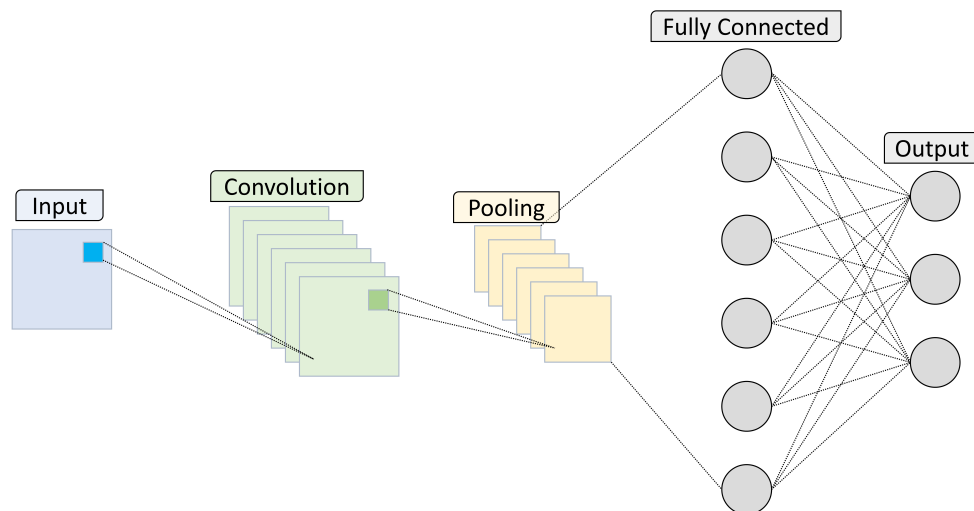 Input
Convolution
Pooling
Fully Connected
Output